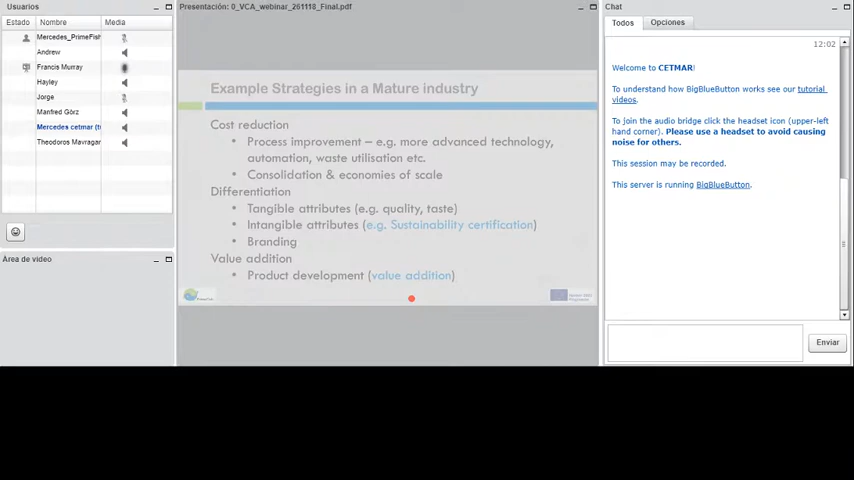 Usuarios
Estado Nombre Media
Mercedes_PrimeFish
Andrew
Francis Murray
Hayley
Jorge
Manfred Görz
Mercedes cetmar (t
Theodoros Mavragar
Área de video
Presentación: 0_VCA_webinar_261118_Final.pdf
Example Strategies in a Mature industry
Cost reduction
• Process improvement – e.g. more advanced technology,
automation, waste utilisation etc.
• Consolidation & economies of scale
Differentiation
• Tangible attributes (e.g. quality, taste)
• Intangible attributes (e.g. Sustainability certification)
• Branding
Value addition
• Product development (value addition)
Chat
Todos Opciones
12:02
Welcome to CETMAR!
To understand how BigBlueButton works see our tutorial
videos.
To join the audio bridge click the headset icon (upper-left
hand corner). Please use a headset to avoid causing
noise for others.
This session may be recorded.
This server is running BigBlueButton.
Enviar